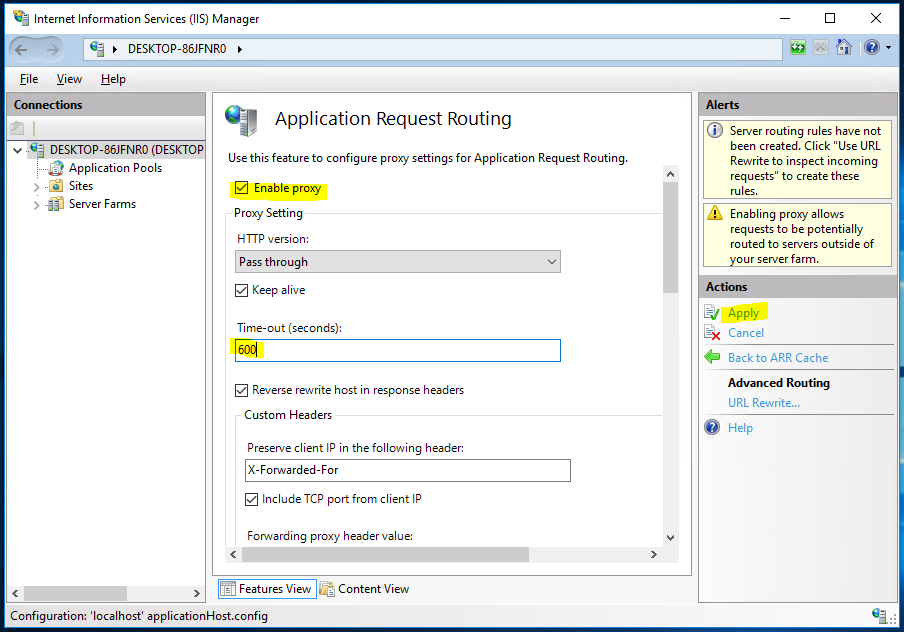 Internet Information Services (IIS) Manager
DESKTOP-86JFNR0
File View Help
Connections
DESKTOP-86JFNR0 (DESKTOP
Application Pools
Sites
Server Farms
Application Request Routing
Use this feature to configure proxy settings for Application Request Routing.
Enable proxy
Proxy Setting
HTTP version:
Pass through
Keep alive
Time-out (seconds):
600
Reverse rewrite host in response headers
Custom Headers
Preserve client IP in the following header:
X-Forwarded-For
Include TCP port from client IP
Forwarding proxy header value:
Features View Content View
Alerts
Server routing rules have not
been created. Click "Use URL
Rewrite to inspect incoming
requests" to create these
rules.
Enabling proxy allows
requests to be potentially
routed to servers outside of
your server farm.
Actions
Apply
Cancel
Back to ARR Cache
Advanced Routing
URL Rewrite...
Help
Configuration: 'localhost' applicationHost.config